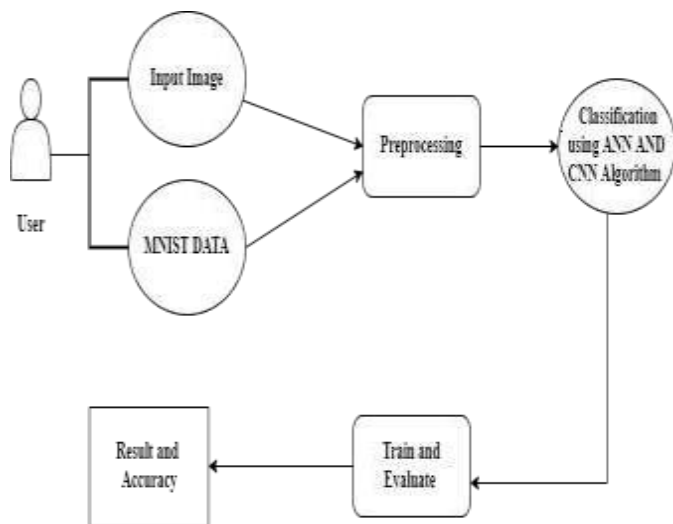 Input Image
User
MNIST DATA
Preprocessing
Classification
using ANN AND
CNN Algorithm
Train and
Evaluate
Result and
Accuracy